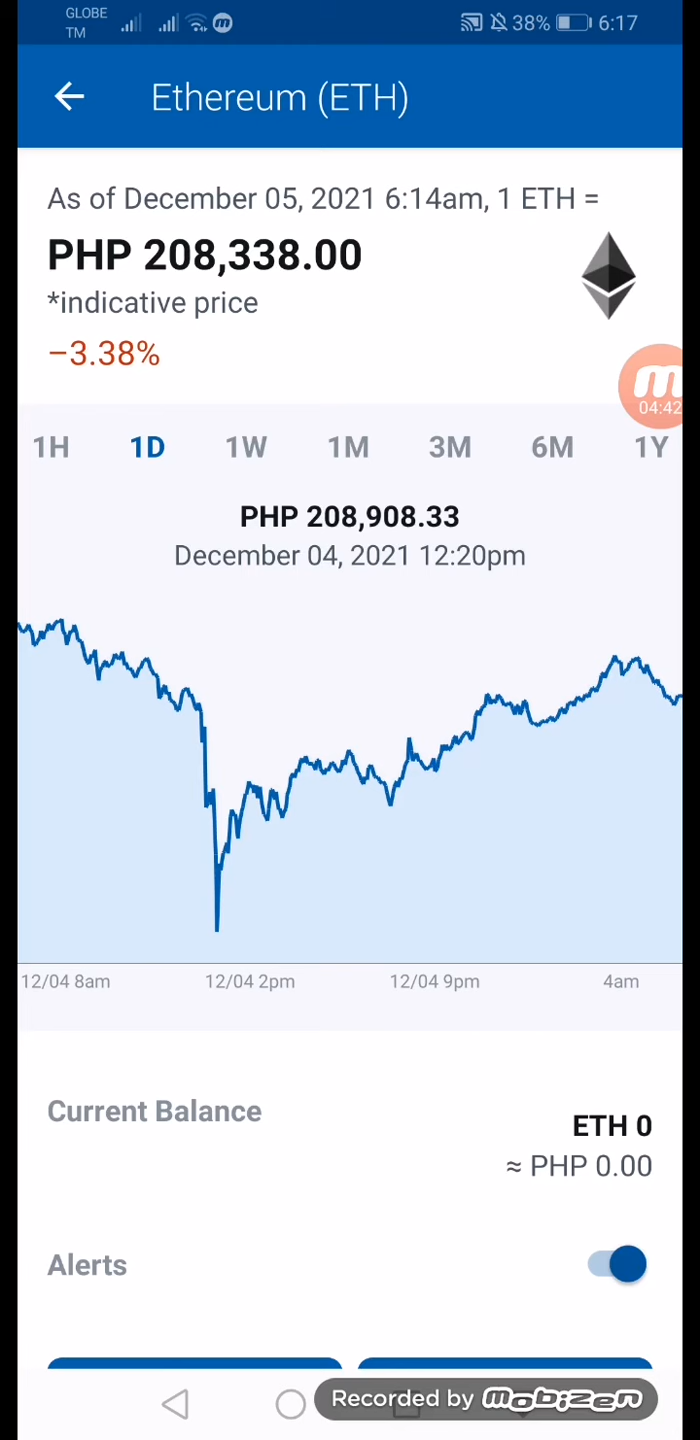 GLOBE
TM
38% 6:17
Ethereum (ETH)
As of December 05, 2021 6:14am, 1 ETH =
PHP 208,338.00
*indicative price
−3.38%
m
04:42
1H 1D 1W 1M 3M 6M 1Y
PHP 208,908.33
December 04, 2021 12:20pm
12/04 8am 12/04 2pm 12/04 9pm 4am
Current Balance
ETH 0
≈ PHP 0.00
Alerts
Recorded by mobizen